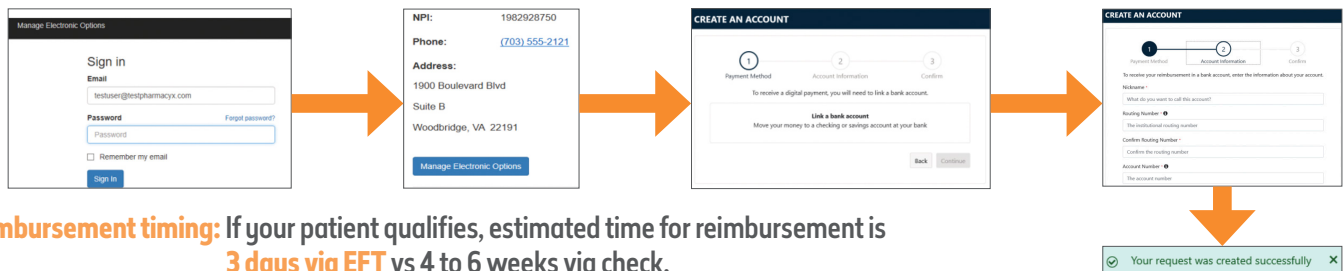 Manage Electronic Options
Sign in
Email
testuser@testpharmacyx.com
Password Forgot password?
Password
Remember my email
Sign In
NPI: 1982928750
Phone: (703) 555-2121
Address:
1900 Boulevard Blvd
Suite B
Woodbridge, VA 22191
Manage Electronic Options
CREATE AN ACCOUNT
1 2 3
Payment Method Account Information Confirm
To receive a digital payment, you will need to link a bank account.
Link a bank account
Move your money to a checking or savings account at your bank
Back Continue
CREATE AN ACCOUNT
1 2 3
Payment Method Account Information Confirm
To receive your reimbursement in a bank account, enter the information about your account.
Nickname *
What do you want to call this account?
Routing Number *
The institutional routing number
Confirm Routing Number *
Confirm the routing number
Account Number *
The account number
mbursement timing: If your patient qualifies, estimated time for reimbursement is
3 days via EFT vs 4 to 6 weeks via check.
Your request was created successfully X